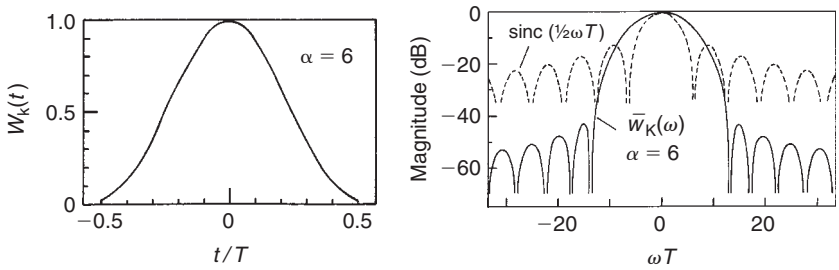 1.0
0.5
0
W_k(t)
α = 6
−0.5 0 0.5
t/T
0
−20
−40
−60
Magnitude (dB)
sinc (½ωT)
w̄_K(ω)
α = 6
−20 0 20
ωT